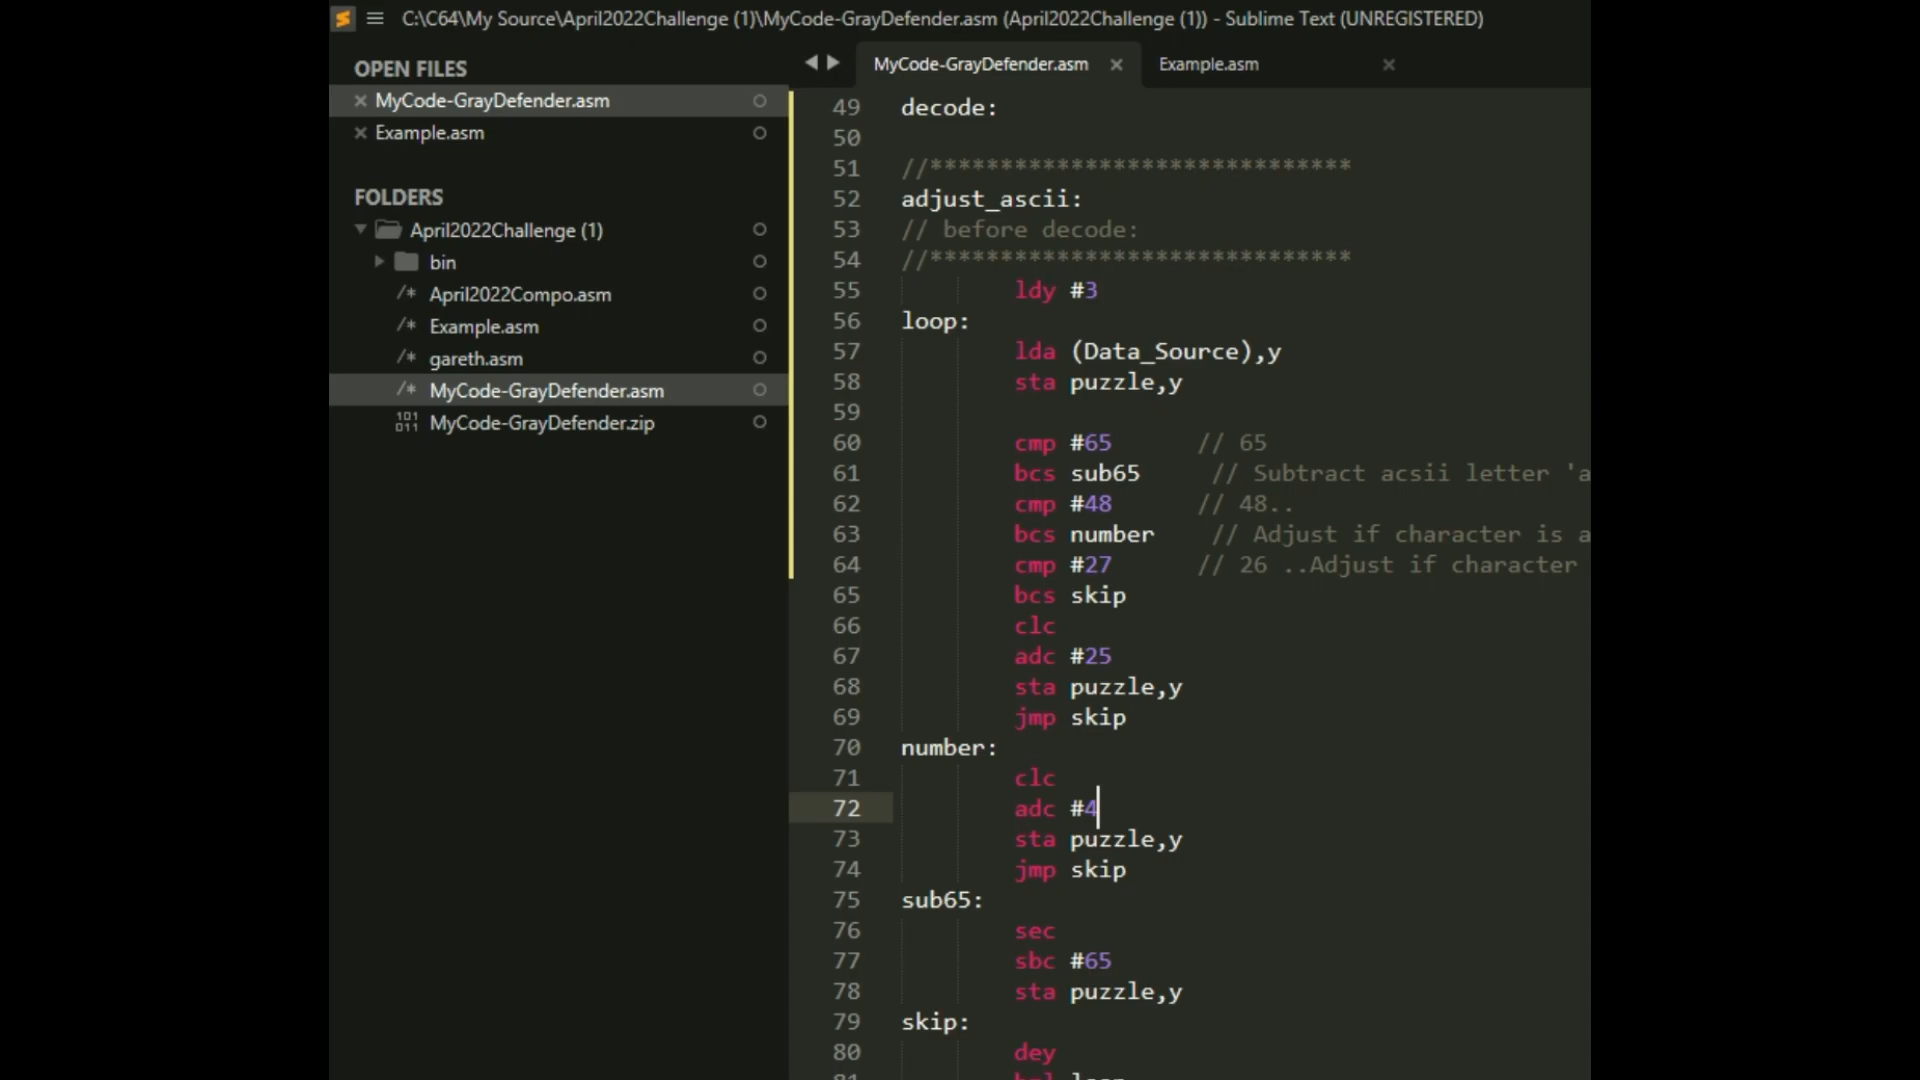 C:\C64\My Source\April2022Challenge (1)\MyCode-GrayDefender.asm (April2022Challenge (1)) - Sublime Text (UNREGISTERED)
OPEN FILES
MyCode-GrayDefender.asm
Example.asm
FOLDERS
April2022Challenge (1)
bin
/* April2022Compo.asm
/* Example.asm
/* gareth.asm
/* MyCode-GrayDefender.asm
MyCode-GrayDefender.zip
MyCode-GrayDefender.asm
Example.asm
49 decode:
50
51 //******************************
52 adjust_ascii:
53 // before decode:
54 //******************************
55 ldy #3
56 loop:
57 lda (Data_Source),y
58 sta puzzle,y
59
60 cmp #65 // 65
61 bcs sub65 // Subtract acsii letter 'a
62 cmp #48 // 48..
63 bcs number // Adjust if character is a
64 cmp #27 // 26 ..Adjust if character
65 bcs skip
66 clc
67 adc #25
68 sta puzzle,y
69 jmp skip
70 number:
71 clc
72 adc #4
73 sta puzzle,y
74 jmp skip
75 sub65:
76 sec
77 sbc #65
78 sta puzzle,y
79 skip:
80 dey